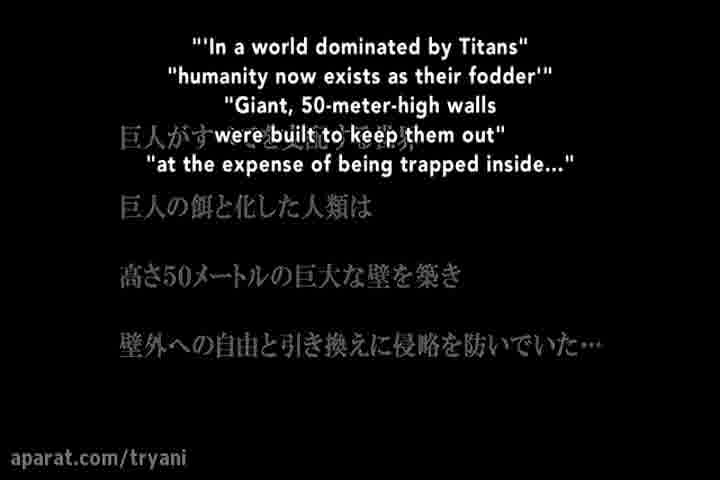 "'In a world dominated by Titans"
"humanity now exists as their fodder'"
"Giant, 50-meter-high walls
were built to keep them out"
"at the expense of being trapped inside..."
巨人がす
巨人の餌と化した人類は
高さ50メートルの巨大な壁を築き
壁外への自由と引き換えに侵略を防いでいた…
aparat.com/tryani